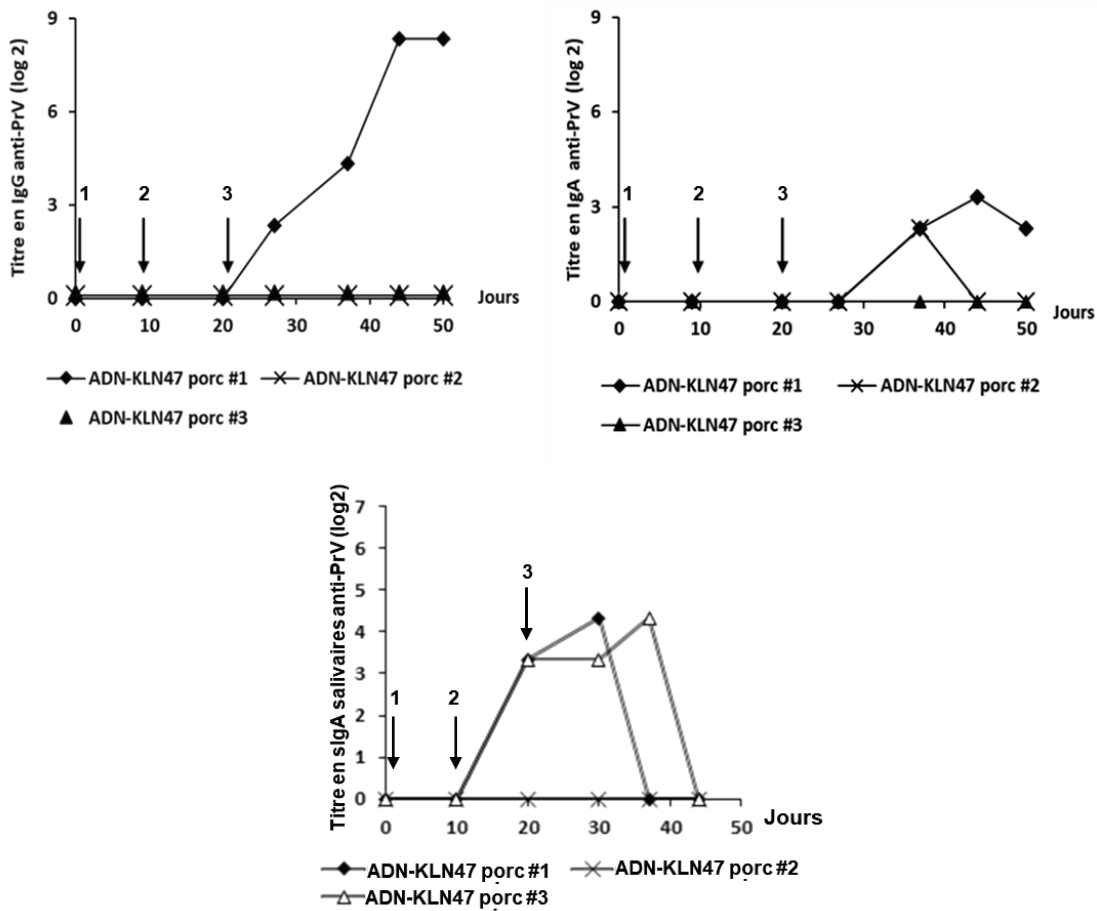 Titre en IgG anti-PrV (log 2)
9
6
3
0
1
2
3
0 10 20 30 40 50
Jours
ADN-KLN47 porc #1 ADN-KLN47 porc #2
ADN-KLN47 porc #3
Titre en IgA anti-PrV (log 2)
9
6
3
0
1
2
3
0 10 20 30 40 50
Jours
ADN-KLN47 porc #1 ADN-KLN47 porc #2
ADN-KLN47 porc #3
Titre en sIgA salivaires anti-PrV (log2)
7
6
5
4
3
2
1
0
1
2
3
0 10 20 30 40 50
Jours
ADN-KLN47 porc #1 ADN-KLN47 porc #2
ADN-KLN47 porc #3